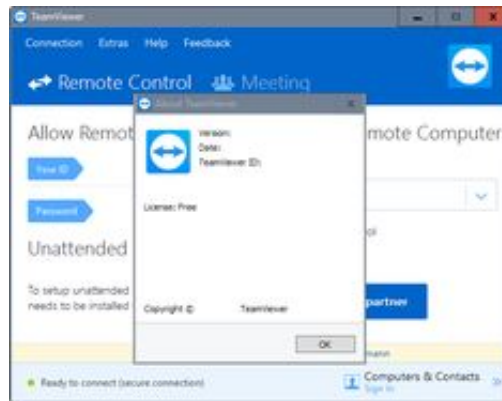 TeamViewer
Connection Extras Help Feedback
Remote Control Meeting
Allow Remot
mote Computer
About TeamViewer
Version:
Date:
TeamViewer ID:
License: Free
Copyright © TeamViewer
OK
Your ID
Password
Unattended
To setup unattended
needs to be installed
ol
partner
mann
Ready to connect (secure connection)
Computers & Contacts
Sign In